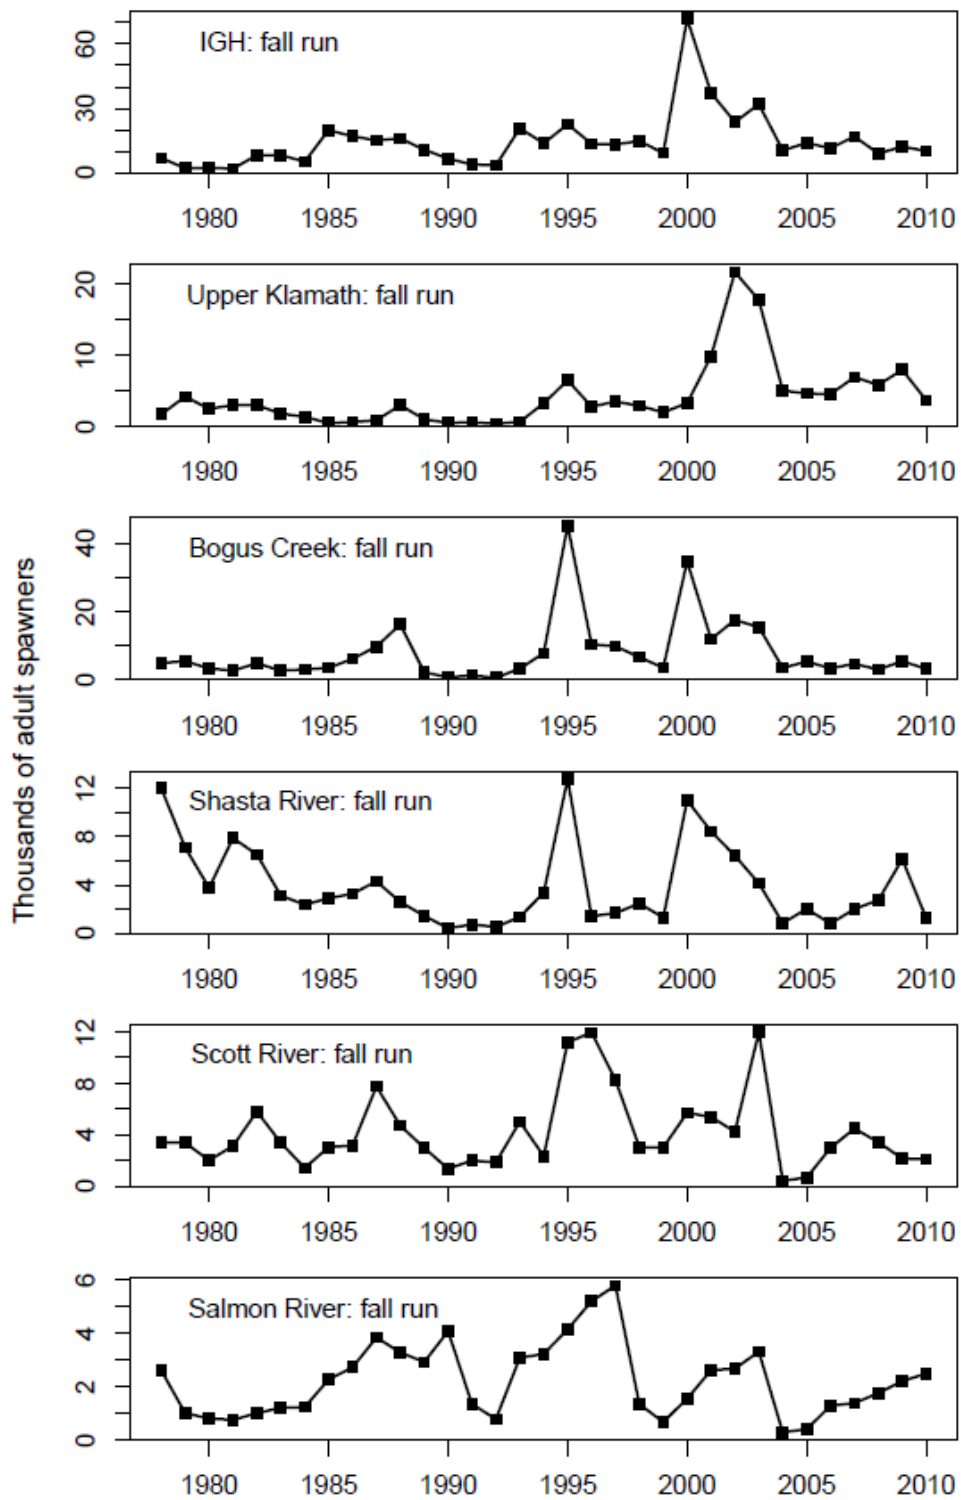 Thousands of adult spawners
IGH: fall run
60
30
0
1980 1985 1990 1995 2000 2005 2010
Upper Klamath: fall run
20
10
0
1980 1985 1990 1995 2000 2005 2010
Bogus Creek: fall run
40
20
0
1980 1985 1990 1995 2000 2005 2010
Shasta River: fall run
12
8
4
0
1980 1985 1990 1995 2000 2005 2010
Scott River: fall run
12
8
4
0
1980 1985 1990 1995 2000 2005 2010
Salmon River: fall run
6
4
2
0
1980 1985 1990 1995 2000 2005 2010